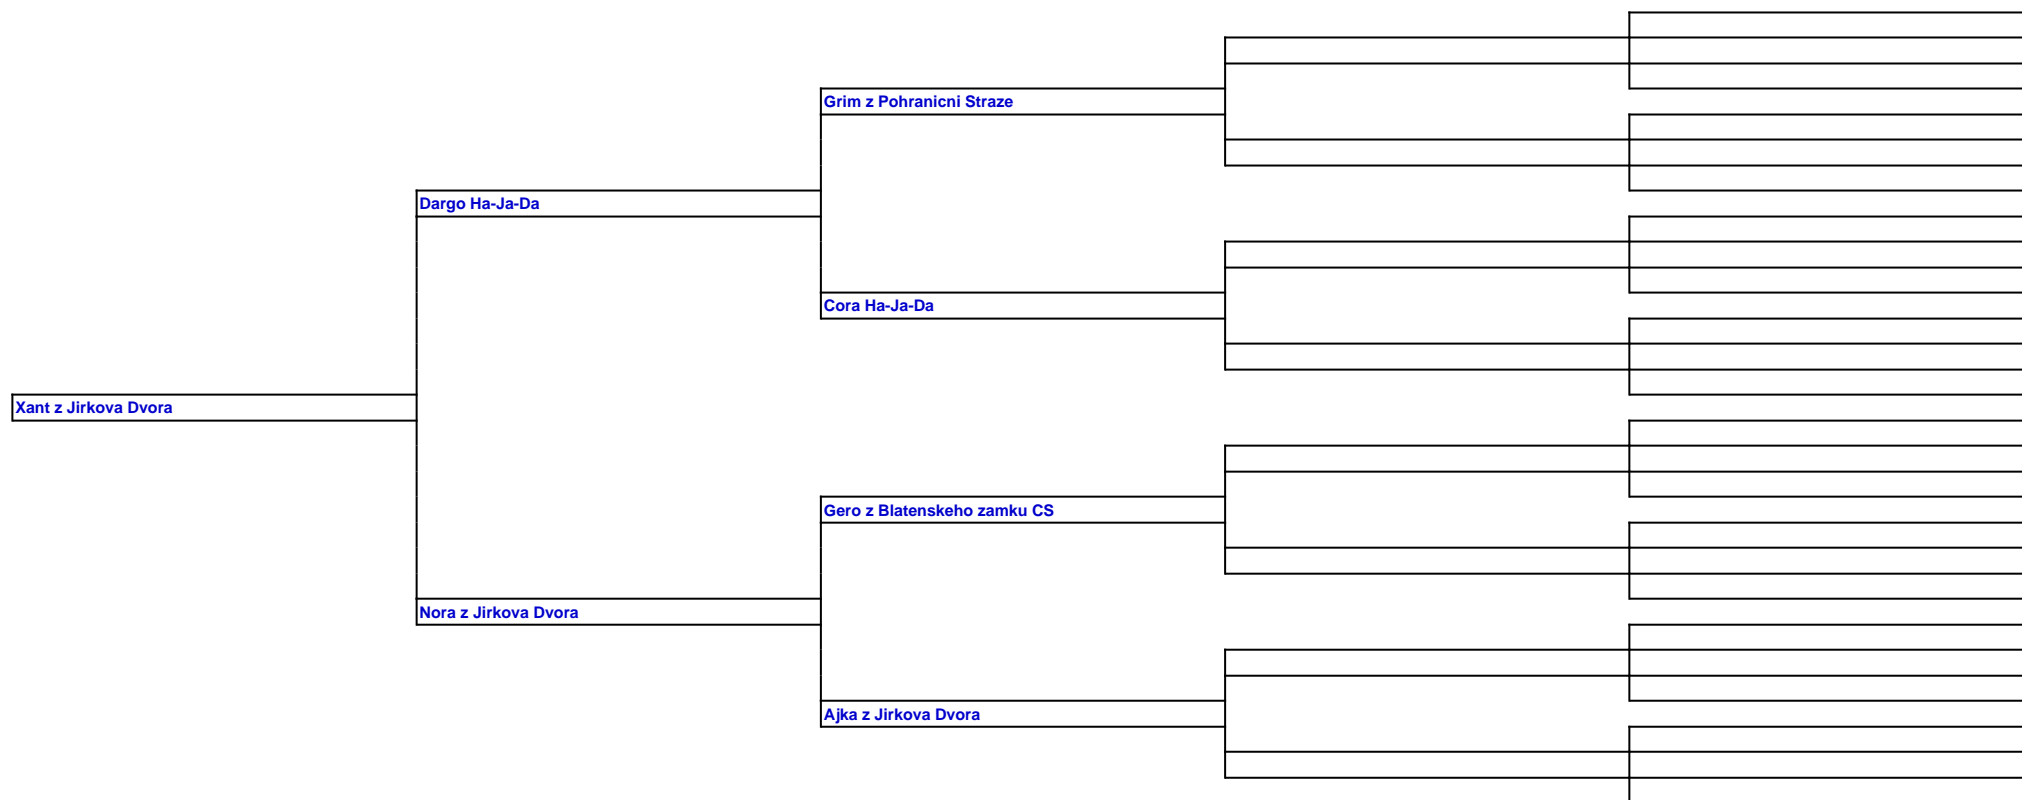 Grim z Pohranicni Straze
Dargo Ha-Ja-Da
Cora Ha-Ja-Da
Xant z Jirkova Dvora
Gero z Blatenskeho zamku CS
Nora z Jirkova Dvora
Ajka z Jirkova Dvora